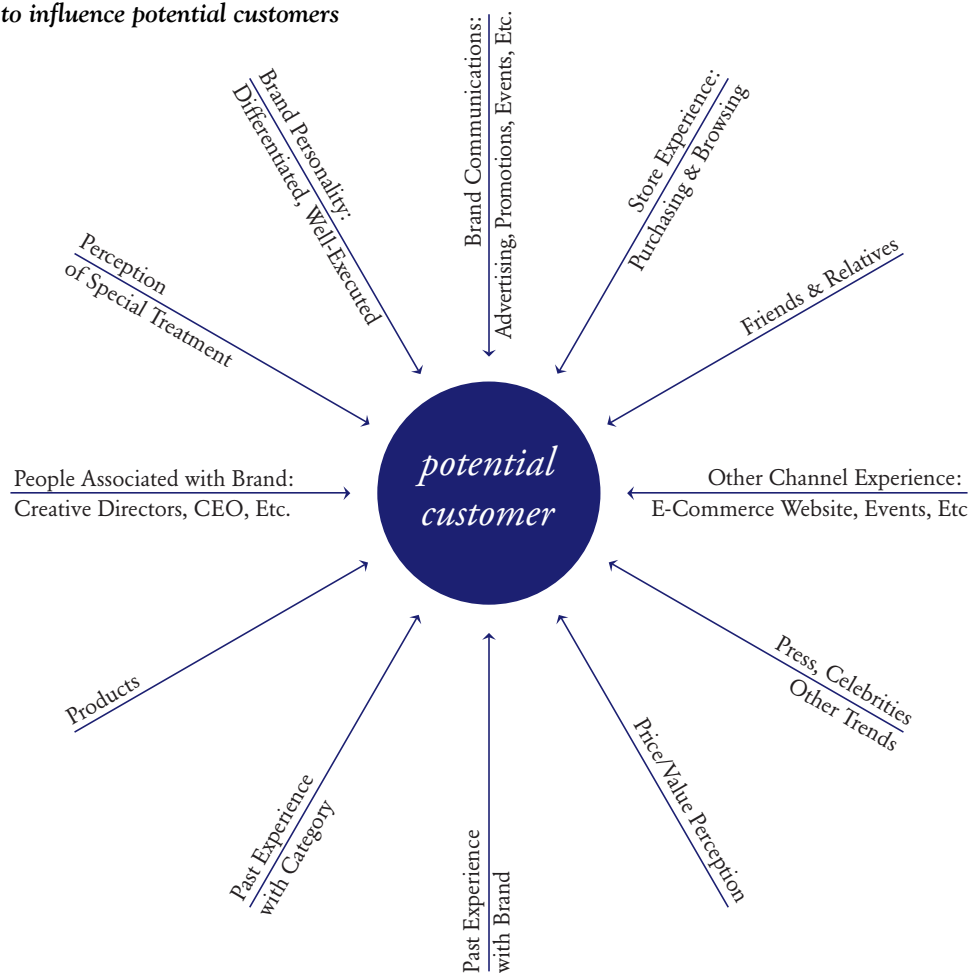 to influence potential customers
Brand Communications:
Advertising, Promotions, Events, Etc.
Store Experience:
Purchasing & Browsing
Friends & Relatives
Other Channel Experience:
E-Commerce Website, Events, Etc
Press, Celebrities
Other Trends
Price/Value Perception
Past Experience
with Brand
Past Experience
with Category
Products
People Associated with Brand:
Creative Directors, CEO, Etc.
Perception
of Special Treatment
Brand Personality:
Differentiated, Well-Executed
potential
customer